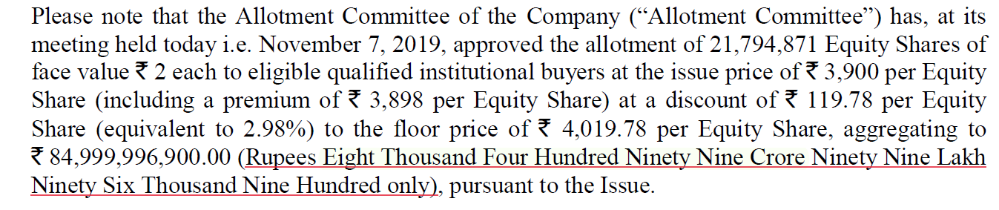 Please note that the Allotment Committee of the Company (“Allotment Committee”) has, at its
meeting held today i.e. November 7, 2019, approved the allotment of 21,794,871 Equity Shares of
face value ₹ 2 each to eligible qualified institutional buyers at the issue price of ₹ 3,900 per Equity
Share (including a premium of ₹ 3,898 per Equity Share) at a discount of ₹ 119.78 per Equity
Share (equivalent to 2.98%) to the floor price of ₹ 4,019.78 per Equity Share, aggregating to
₹ 84,999,996,900.00 (Rupees Eight Thousand Four Hundred Ninety Nine Crore Ninety Nine Lakh
Ninety Six Thousand Nine Hundred only), pursuant to the Issue.